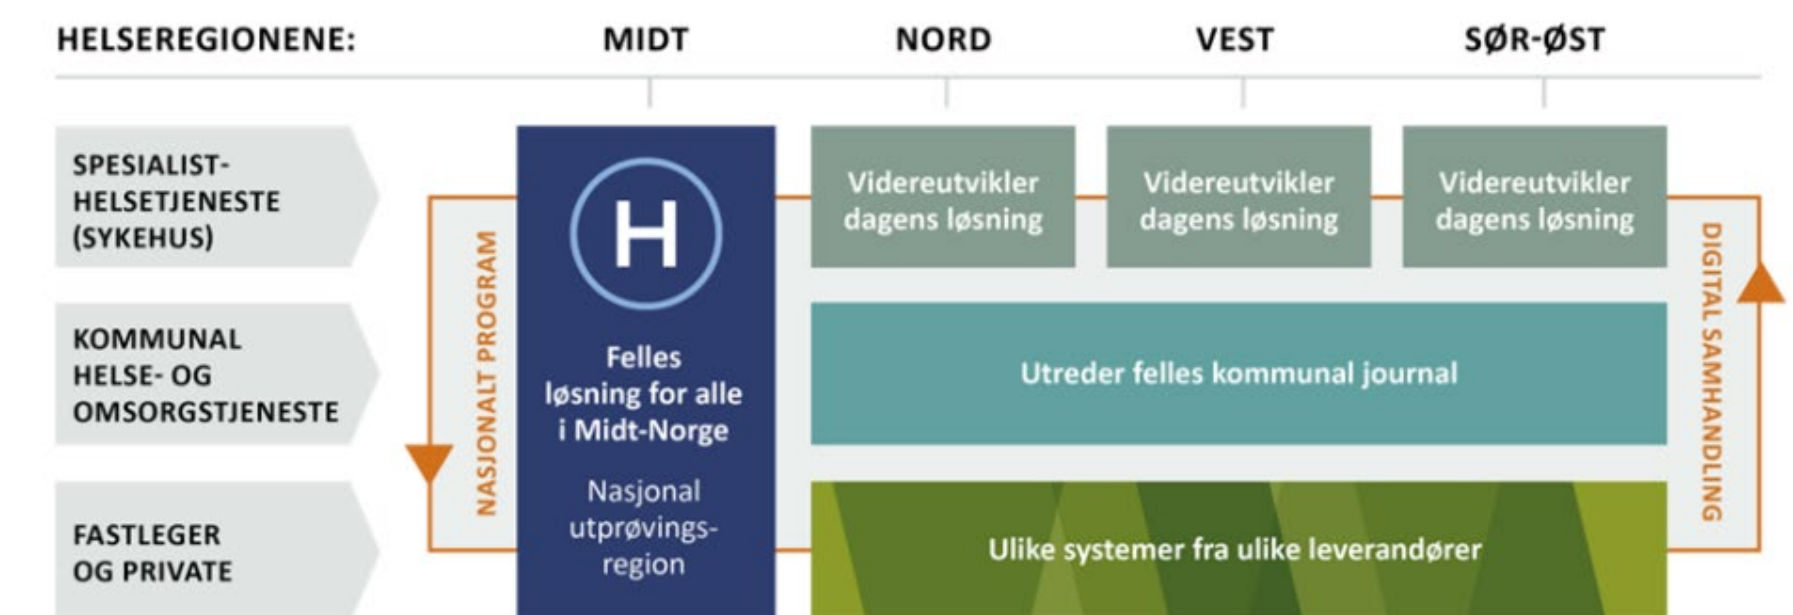 HELSEREGIONENE:
MIDT
NORD
VEST
SØR-ØST
SPESIALIST-
HELSETJENESTE
(SYKEHUS)
KOMMUNAL
HELSE- OG
OMSORGSTJENESTE
FASTLEGER
OG PRIVATE
NASJONALT PROGRAM
H
Felles
løsning for alle
i Midt-Norge
Nasjonal
utprøvings-
region
Videreutvikler
dagens løsning
Videreutvikler
dagens løsning
Videreutvikler
dagens løsning
Utreder felles kommunal journal
Ulike systemer fra ulike leverandører
DIGITAL SAMHANDLING